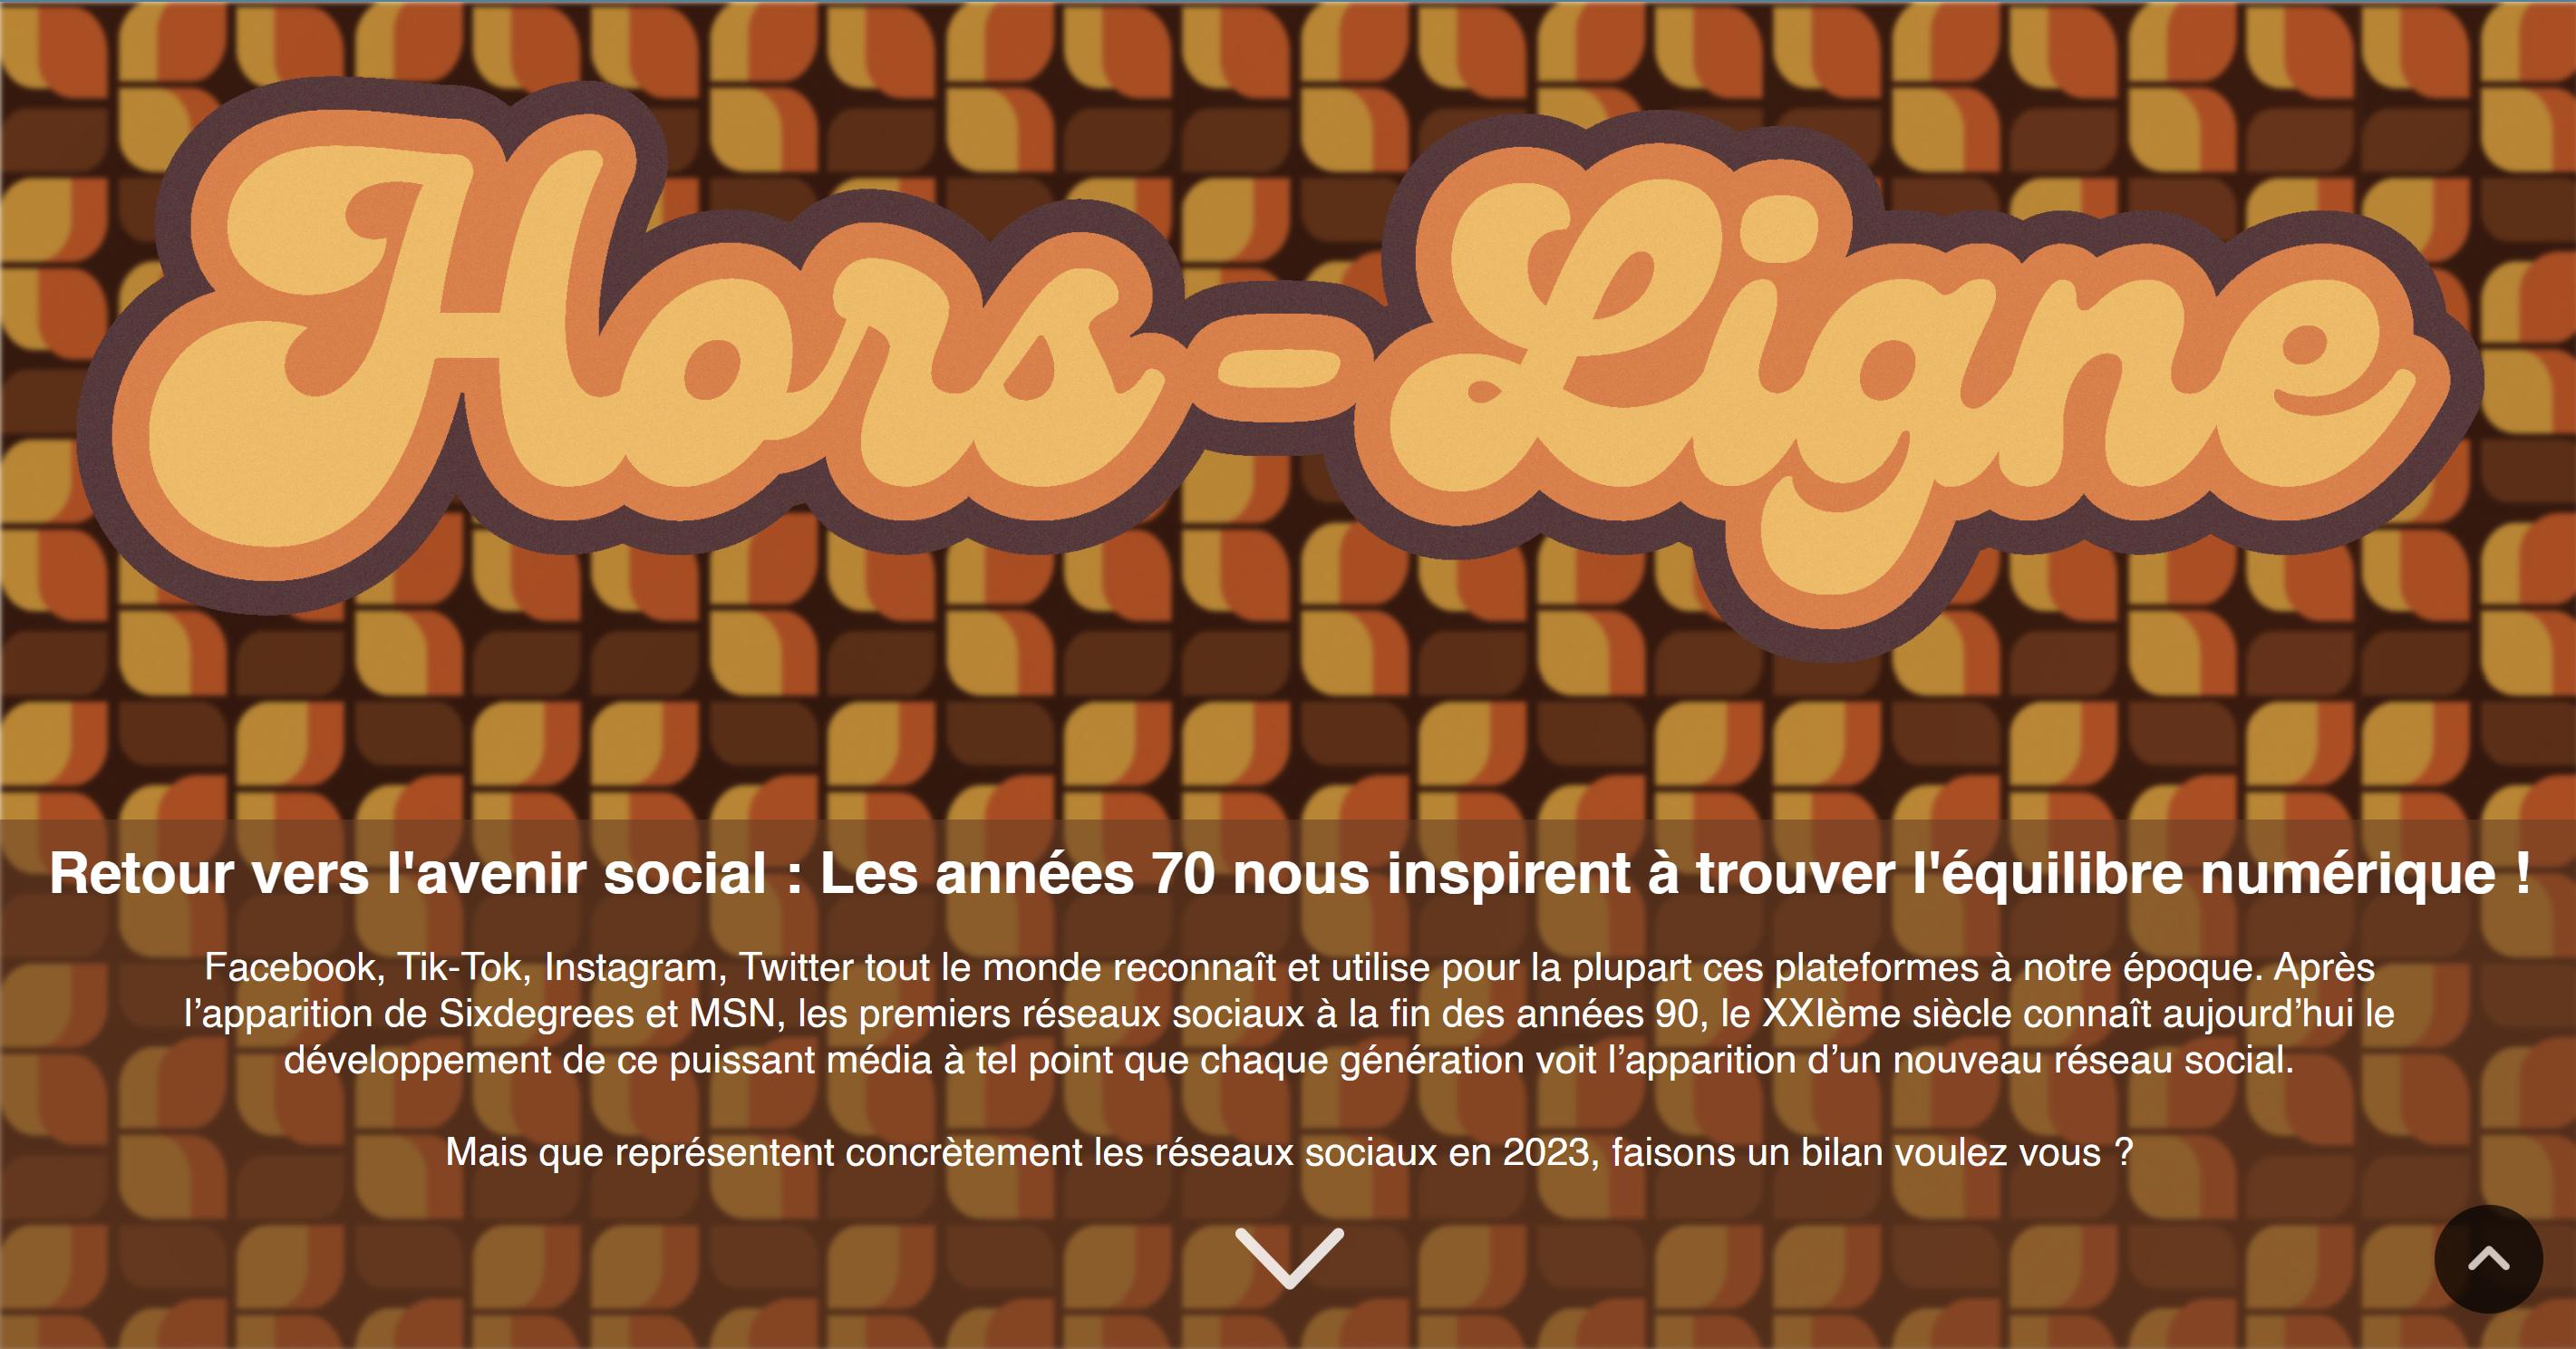 Hors-Ligne
Retour vers l'avenir social : Les années 70 nous inspirent à trouver l'équilibre numérique !
Facebook, Tik-Tok, Instagram, Twitter tout le monde reconnaît et utilise pour la plupart ces plateformes à notre époque. Après
l’apparition de Sixdegrees et MSN, les premiers réseaux sociaux à la fin des années 90, le XXIème siècle connaît aujourd’hui le
développement de ce puissant média à tel point que chaque génération voit l’apparition d’un nouveau réseau social.
Mais que représentent concrètement les réseaux sociaux en 2023, faisons un bilan voulez vous ?